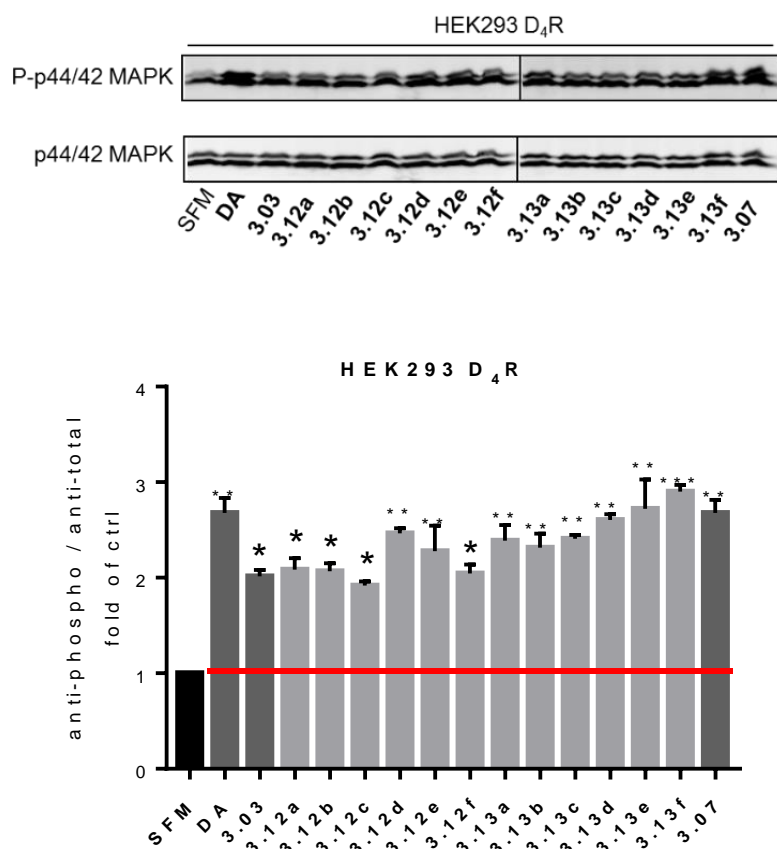 HEK293 D4R
P-p44/42 MAPK
p44/42 MAPK
SFM DA 3.03 3.12a 3.12b 3.12c 3.12d 3.12e 3.12f 3.13a 3.13b 3.13c 3.13d 3.13e 3.13f 3.07
HEK293 D4R
anti-phospho / anti-total
fold of ctrl
4
3
2
1
0
** * * * * ** ** * ** ** ** ** ** *** **
SFM DA 3.03 3.12a 3.12b 3.12c 3.12d 3.12e 3.12f 3.13a 3.13b 3.13c 3.13d 3.13e 3.13f 3.07